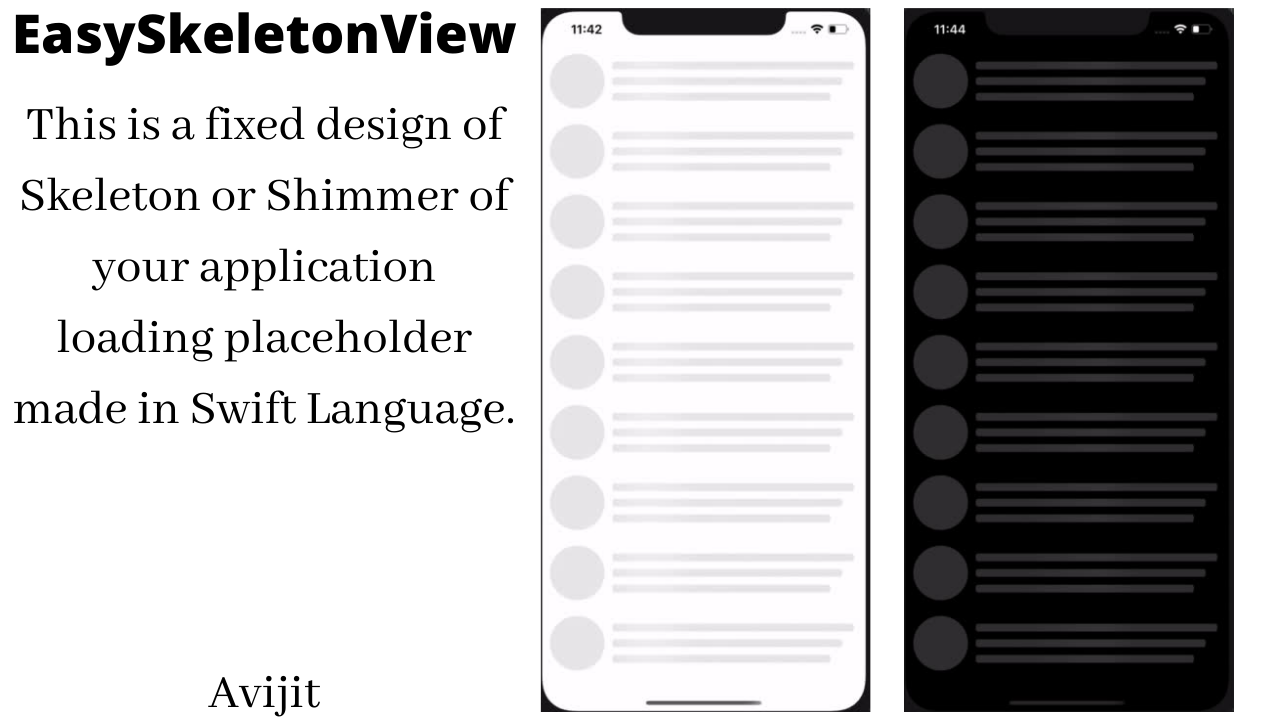 EasySkeletonView
This is a fixed design of
Skeleton or Shimmer of
your application
loading placeholder
made in Swift Language.
Avijit
11:42
11:44